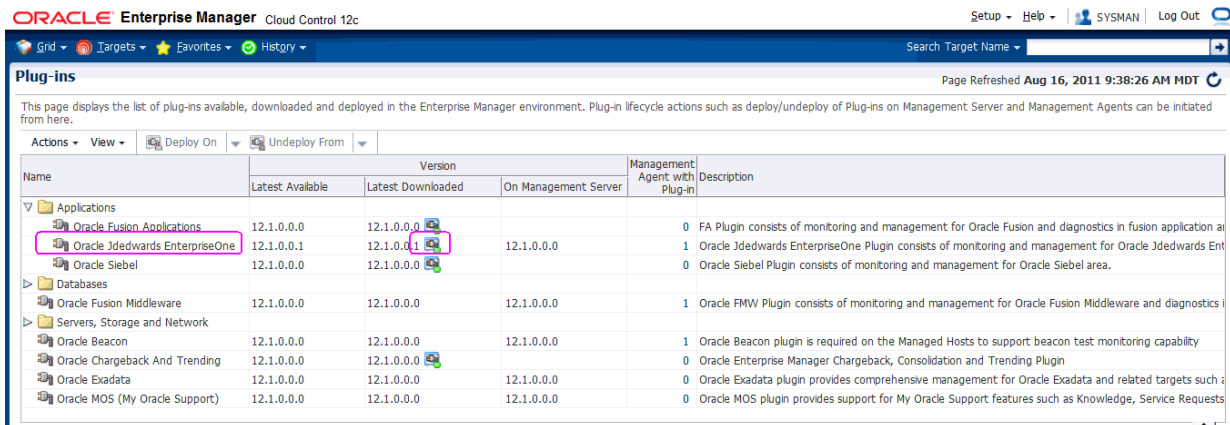 ORACLE Enterprise Manager Cloud Control 12c
Setup Help SYSMAN Log Out
Grid Targets Favorites History Search Target Name
Plug-ins
Page Refreshed Aug 16, 2011 9:38:26 AM MDT
This page displays the list of plug-ins available, downloaded and deployed in the Enterprise Manager environment. Plug-in lifecycle actions such as deploy/undeploy of Plug-ins on Management Server and Management Agents can be initiated
from here.
Actions View Deploy On Undeploy From
Name Version Management Agent with Plug-in Description
Latest Available Latest Downloaded On Management Server
Applications
Oracle Fusion Applications 12.1.0.0.0 12.1.0.0.0 0 FA Plugin consists of monitoring and management for Oracle Fusion and diagnostics in fusion application
Oracle Jdedwards EnterpriseOne 12.1.0.0.1 12.1.0.0.1 12.1.0.0.0 1 Oracle Jdedwards EnterpriseOne Plugin consists of monitoring and management for Oracle Jdedwards Ent
Oracle Siebel 12.1.0.0.0 12.1.0.0.0 0 Oracle Siebel Plugin consists of monitoring and management for Oracle Siebel area.
Databases
Oracle Fusion Middleware 12.1.0.0.0 12.1.0.0.0 12.1.0.0.0 1 Oracle FMW Plugin consists of monitoring and management for Oracle Fusion Middleware and diagnostics
Servers, Storage and Network
Oracle Beacon 12.1.0.0.0 12.1.0.0.0 12.1.0.0.0 1 Oracle Beacon plugin is required on the Managed Hosts to support beacon test monitoring capability
Oracle Chargeback And Trending 12.1.0.0.0 12.1.0.0.0 0 Oracle Enterprise Manager Chargeback, Consolidation and Trending Plugin
Oracle Exadata 12.1.0.0.0 12.1.0.0.0 12.1.0.0.0 0 Oracle Exadata plugin provides comprehensive management for Oracle Exadata and related targets such
Oracle MOS (My Oracle Support) 12.1.0.0.0 12.1.0.0.0 12.1.0.0.0 0 Oracle MOS plugin provides support for My Oracle Support features such as Knowledge, Service Requests